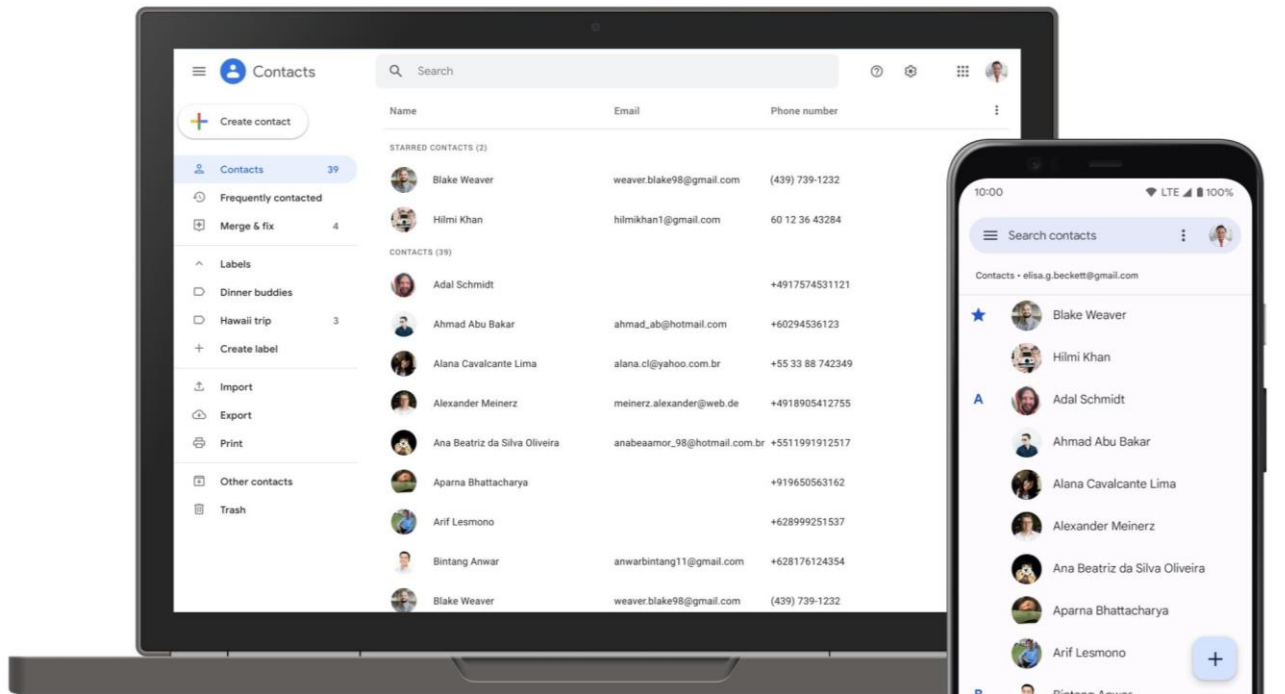 Contacts
Search
Create contact
Name Email Phone number
STARRED CONTACTS (2)
Contacts 39
Blake Weaver weaver.blake98@gmail.com (439) 739-1232
Frequently contacted
Hilmi Khan hilmikhan1@gmail.com 60 12 36 43284
Merge & fix 4
CONTACTS (39)
Labels
Adal Schmidt +4917574531121
Dinner buddies
Hawaii trip 3
Ahmad Abu Bakar ahmad_ab@hotmail.com +60294536123
Create label
Alana Cavalcante Lima alana.cl@yahoo.com.br +55 33 88 742349
Import
Alexander Meinerz meinerz.alexander@web.de +4918905412755
Export
Print
Ana Beatriz da Silva Oliveira anabeaamor_98@hotmail.com.br +5511991912517
Other contacts
Aparna Bhattacharya +919650563162
Trash
Arif Lesmono +628999251537
Bintang Anwar anwarbintang11@gmail.com +628176124354
Blake Weaver weaver.blake98@gmail.com (439) 739-1232
10:00 LTE 100%
Search contacts
Contacts • elisa.g.beckett@gmail.com
Blake Weaver
Hilmi Khan
A Adal Schmidt
Ahmad Abu Bakar
Alana Cavalcante Lima
Alexander Meinerz
Ana Beatriz da Silva Oliveira
Aparna Bhattacharya
Arif Lesmono
B Bintang Anwar